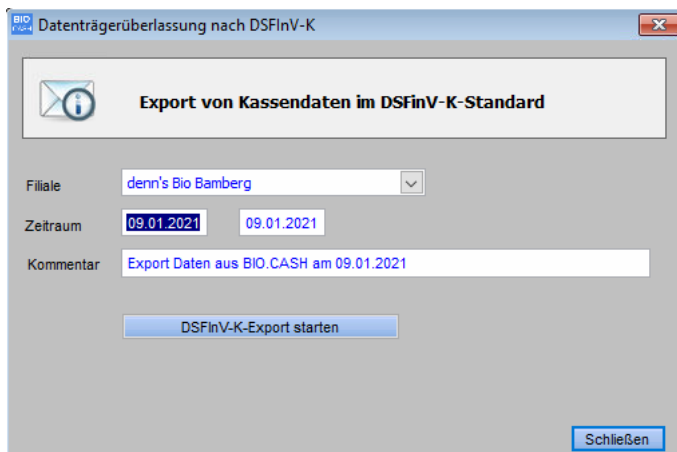 BIO
CASH
Datenträgerüberlassung nach DSFInV-K
Export von Kassendaten im DSFinV-K-Standard
Filiale denn's Bio Bamberg
Zeitraum 09.01.2021 09.01.2021
Kommentar Export Daten aus BIO.CASH am 09.01.2021
DSFInV-K-Export starten
Schließen